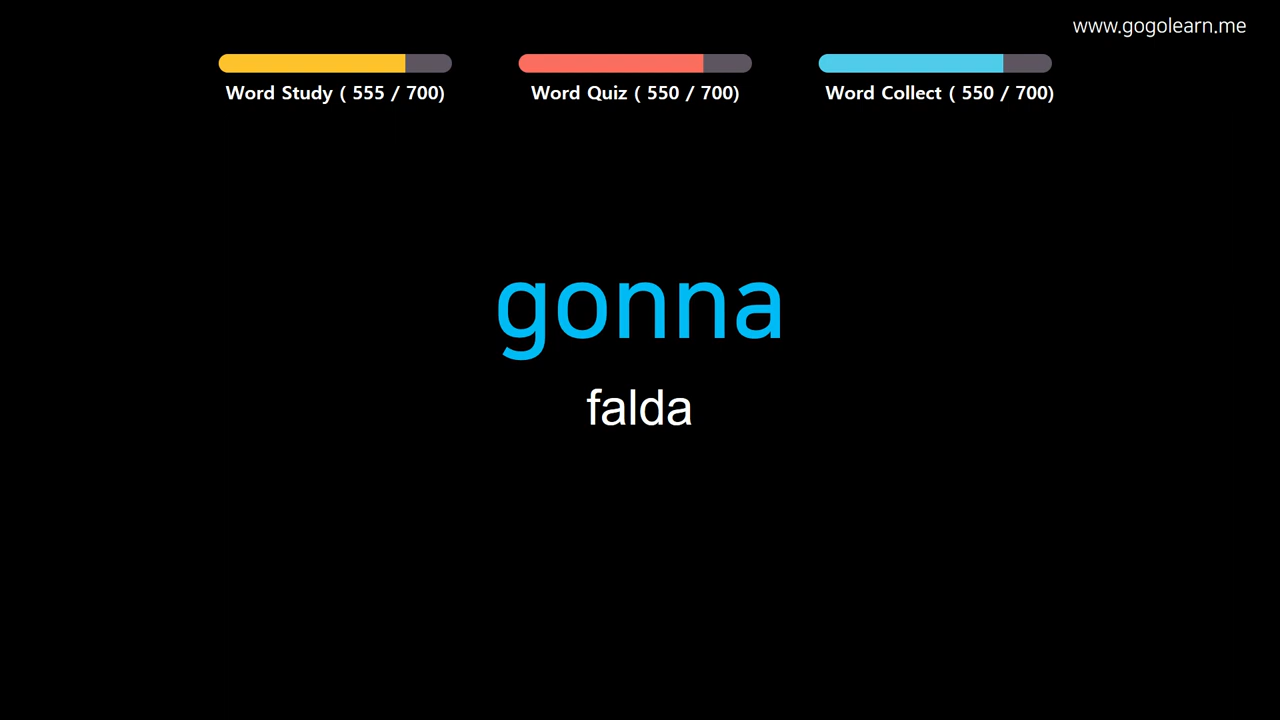 www.gogolearn.me
Word Study ( 555 / 700)
Word Quiz ( 550 / 700)
Word Collect ( 550 / 700)
gonna
falda